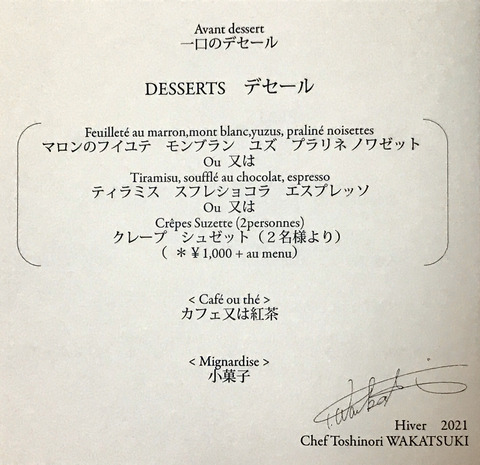 Avant dessert
一口のデセール
DESSERTS デセール
Feuilleté au marron,mont blanc,yuzus, praliné noisettes
マロンのフイユテ モンブラン ユズ プラリネ ノワゼット
Ou 又は
Tiramisu, soufflé au chocolat, espresso
ティラミス スフレショコラ エスプレッソ
Ou 又は
Crêpes Suzette (2personnes)
クレープ シュゼット（２名様より）
( ＊￥1,000 + au menu)
< Café ou thé >
カフェ又は紅茶
< Mignardise >
小菓子
Hiver 2021
Chef Toshinori WAKATSUKI